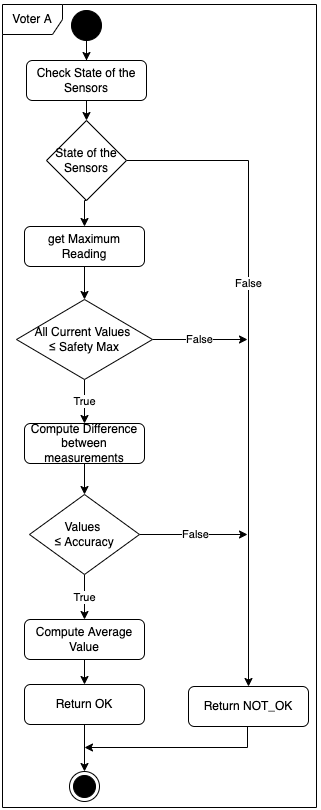 Voter A
Check State of the
Sensors
State of the
Sensors
get Maximum
Reading
False
All Current Values
≤ Safety Max
False
True
Compute Difference
between
measurements
Values
≤ Accuracy
False
True
Compute Average
Value
Return OK
Return NOT_OK